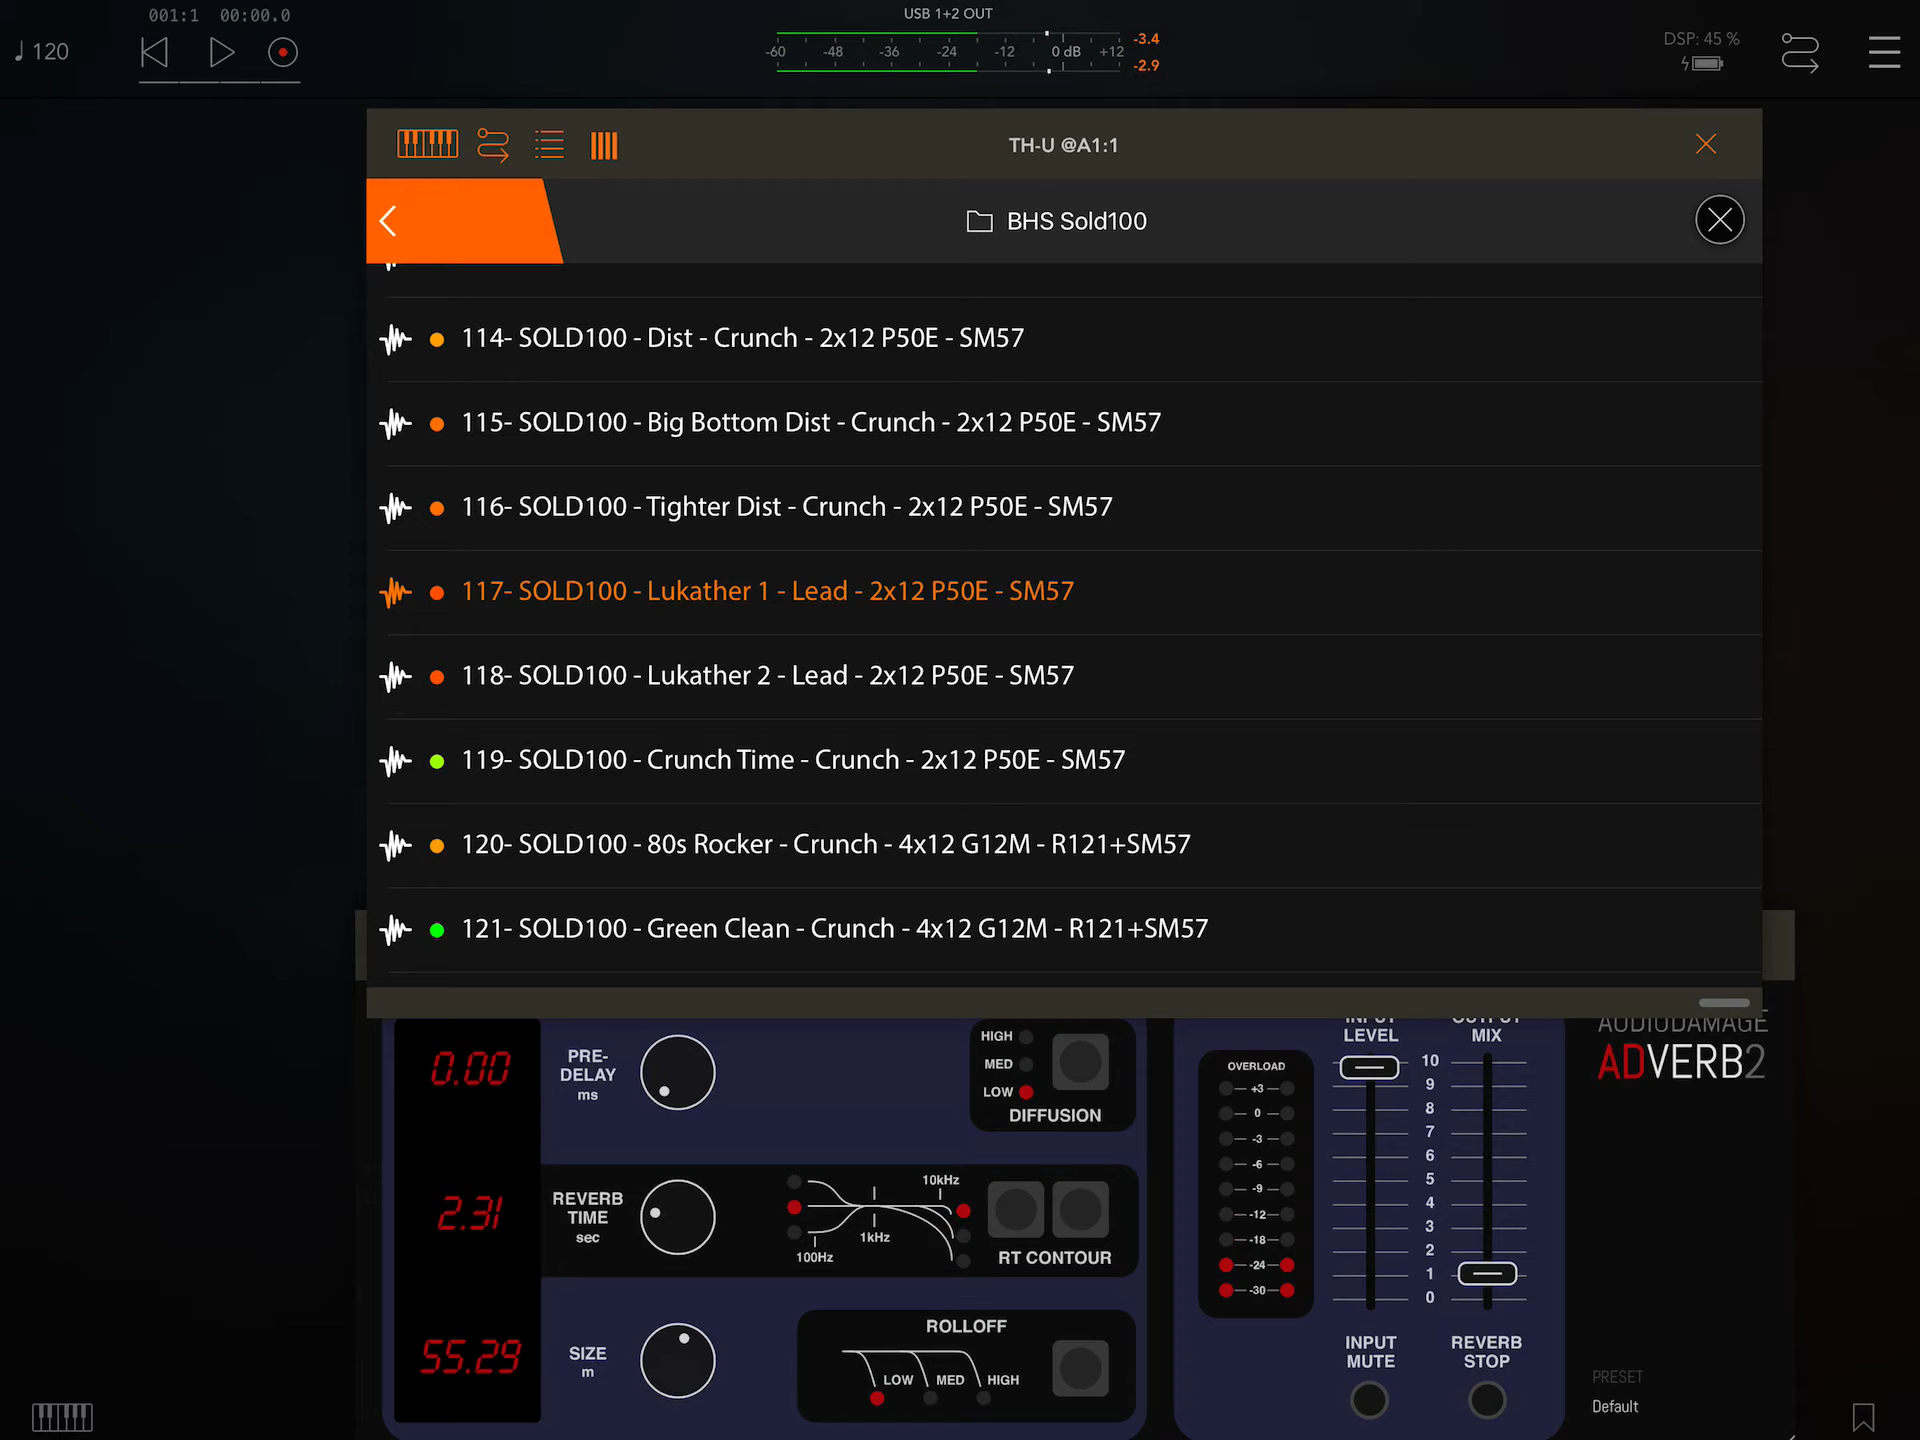 001:1 00:00.0
♩120
USB 1+2 OUT
-60 -48 -36 -24 -12 0 dB +12
-3.4
-2.9
DSP: 45 %
TH-U @A1:1
BHS Sold100
114- SOLD100 - Dist - Crunch - 2x12 P50E - SM57
115- SOLD100 - Big Bottom Dist - Crunch - 2x12 P50E - SM57
116- SOLD100 - Tighter Dist - Crunch - 2x12 P50E - SM57
117- SOLD100 - Lukather 1 - Lead - 2x12 P50E - SM57
118- SOLD100 - Lukather 2 - Lead - 2x12 P50E - SM57
119- SOLD100 - Crunch Time - Crunch - 2x12 P50E - SM57
120- SOLD100 - 80s Rocker - Crunch - 4x12 G12M - R121+SM57
121- SOLD100 - Green Clean - Crunch - 4x12 G12M - R121+SM57
0.00
PRE-
DELAY
ms
HIGH
MED
LOW
DIFFUSION
2.31
REVERB
TIME
sec
100Hz
1kHz
10kHz
RT CONTOUR
55.29
SIZE
m
ROLLOFF
LOW MED HIGH
OVERLOAD
+3
0
-3
-6
-9
-12
-18
-24
-30
INPUT
LEVEL
OUTPUT
MIX
10
9
8
7
6
5
4
3
2
1
0
INPUT
MUTE
REVERB
STOP
AUDIODAMAGE
ADVERB2
PRESET
Default